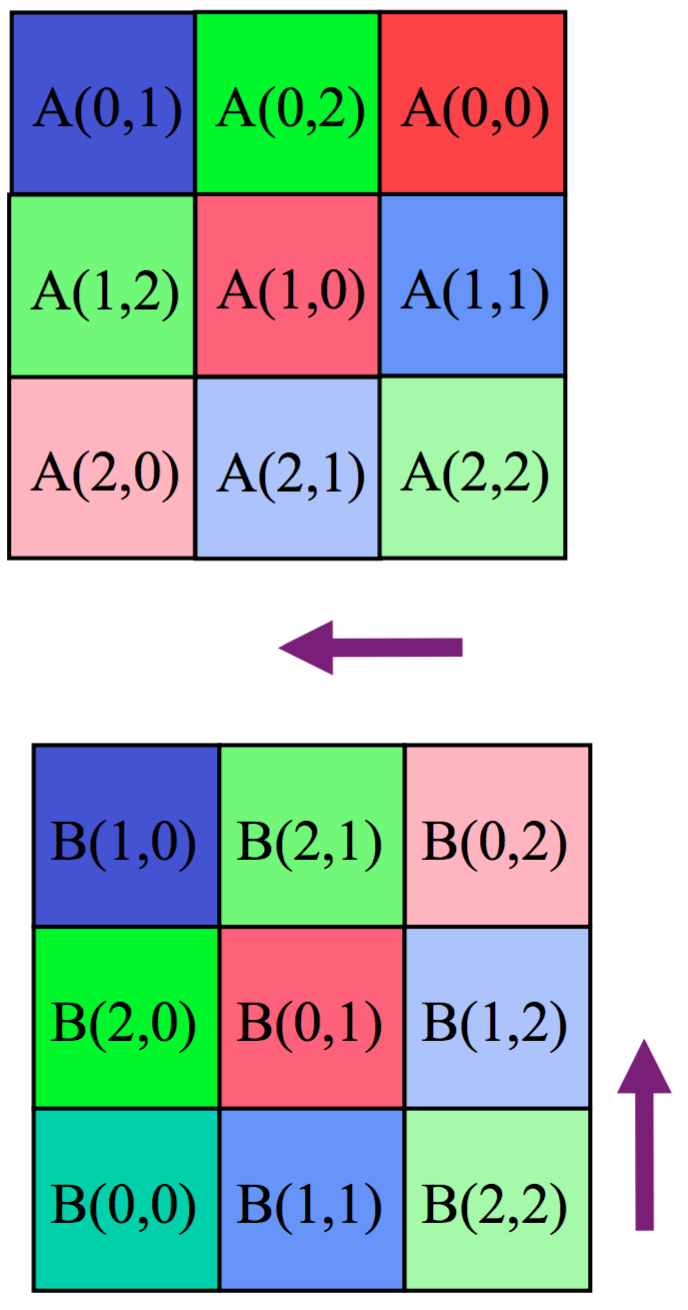 A(0,1) A(0,2) A(0,0)
A(1,2) A(1,0) A(1,1)
A(2,0) A(2,1) A(2,2)
B(1,0) B(2,1) B(0,2)
B(2,0) B(0,1) B(1,2)
B(0,0) B(1,1) B(2,2)